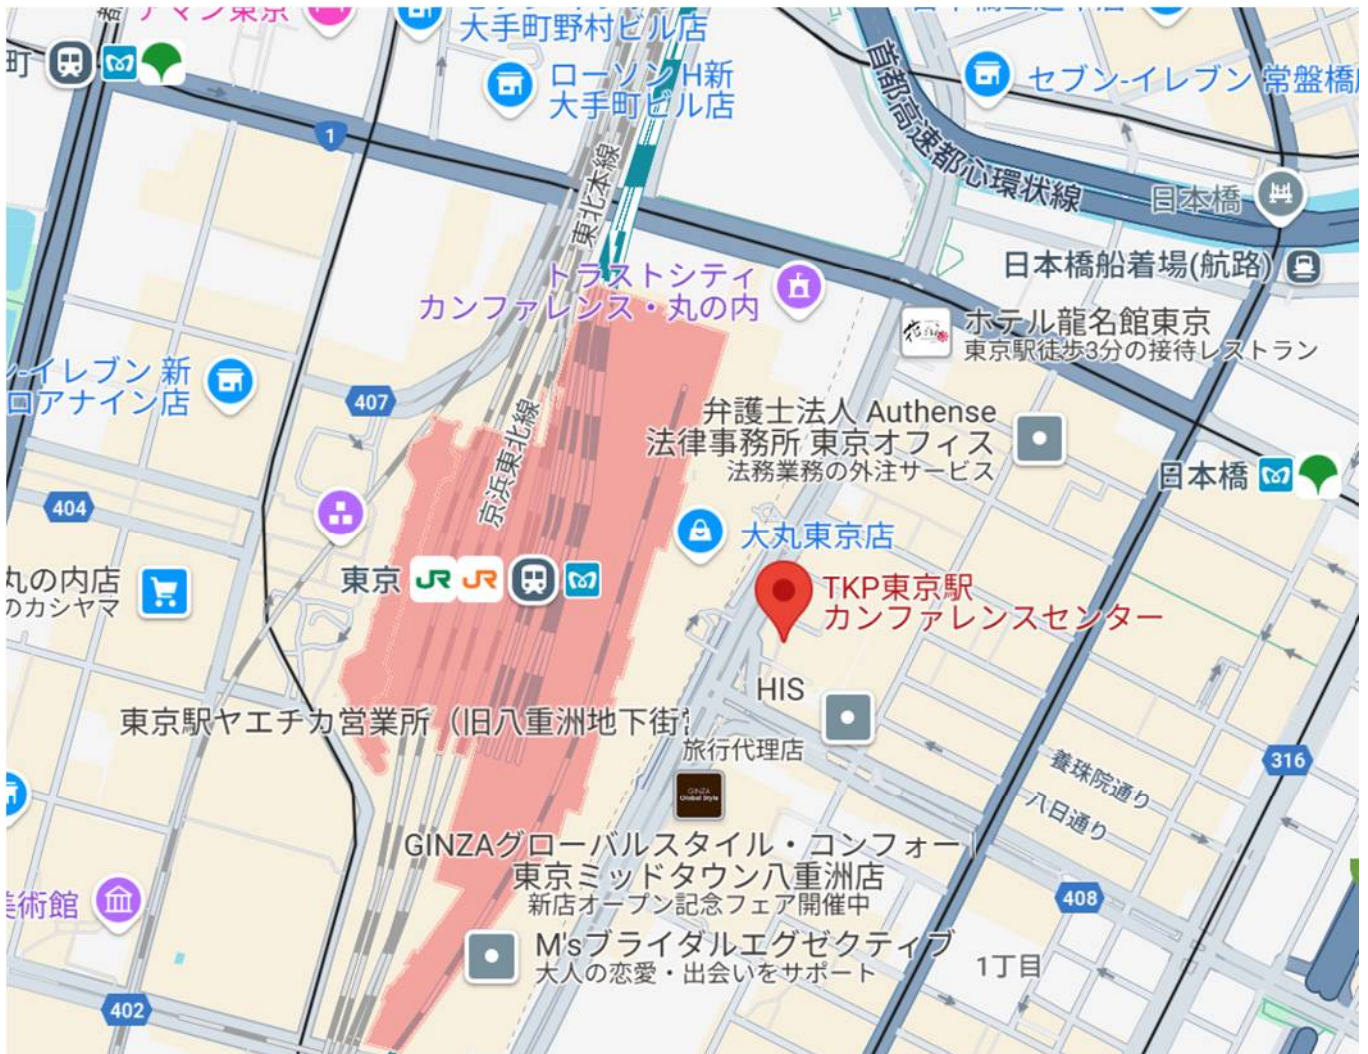 アマン東京
大手町野村ビル店
町
ローソン H新
大手町ビル店
セブン-イレブン 常盤橋
首都高速都心環状線
1
東北本線
日本橋
日本橋船着場(航路)
トラストシティ
カンファレンス・丸の内
ホテル龍名館東京
東京駅徒歩3分の接待レストラン
ン-イレブン 新
ロアナイン店
407
京浜東北線
弁護士法人 Authense
法律事務所 東京オフィス
法務業務の外注サービス
日本橋
404
大丸東京店
丸の内店
のカシヤマ
東京
JR
JR
TKP東京駅
カンファレンスセンター
HIS
旅行代理店
東京駅ヤエチカ営業所（旧八重洲地下街
316
養珠院通り
八日通り
GINZA
Global Style
GINZAグローバルスタイル・コンフォー
東京ミッドタウン八重洲店
新店オープン記念フェア開催中
美術館
408
M'sブライダルエグゼクティブ
大人の恋愛・出会いをサポート
1丁目
402